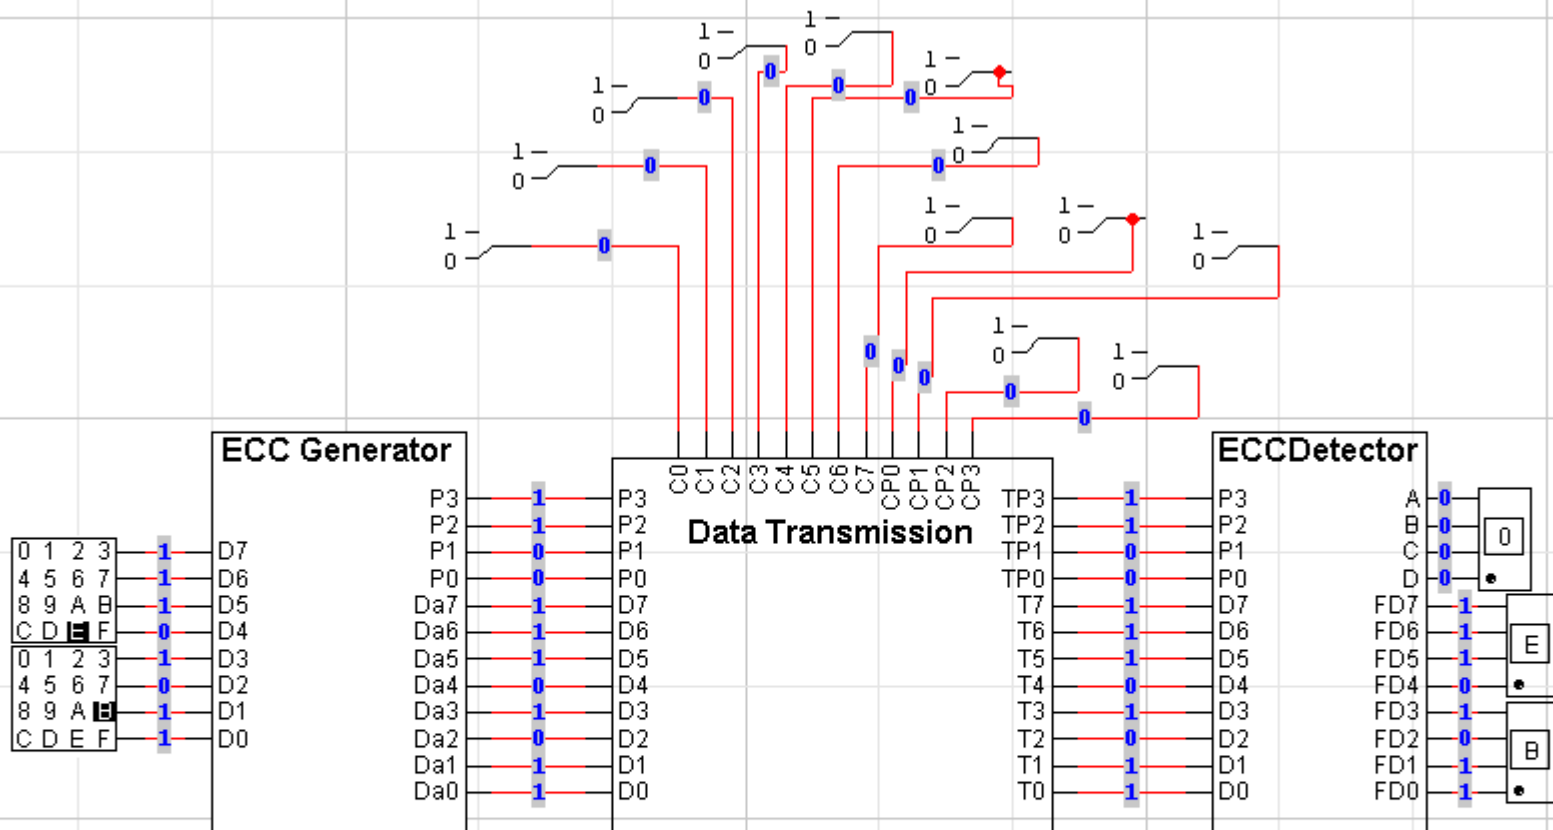 1
0
1
0
1
0
1
0
1
0
1
0
1
0
1
0
1
0
1
0
1
0
1
0
0
0
0
0
0
0
0
0
0
0
0
0
ECC Generator
P3
P2
P1
P0
Da7
Da6
Da5
Da4
Da3
Da2
Da1
Da0
D7
D6
D5
D4
D3
D2
D1
D0
0 1 2 3
4 5 6 7
8 9 A B
C D E F
0 1 2 3
4 5 6 7
8 9 A B
C D E F
1
1
1
0
1
0
1
1
1
1
0
0
1
1
1
0
1
0
1
1
C0 C1 C2 C3 C4 C5 C6 C7 CP0 CP1 CP2 CP3
Data Transmission
P3
P2
P1
P0
D7
D6
D5
D4
D3
D2
D1
D0
TP3
TP2
TP1
TP0
T7
T6
T5
T4
T3
T2
T1
T0
1
1
0
0
1
1
1
0
1
0
1
1
ECCDetector
P3
P2
P1
P0
D7
D6
D5
D4
D3
D2
D1
D0
A
B
C
D
FD7
FD6
FD5
FD4
FD3
FD2
FD1
FD0
0
0
0
0
1
1
1
0
1
0
1
1
0
E
B